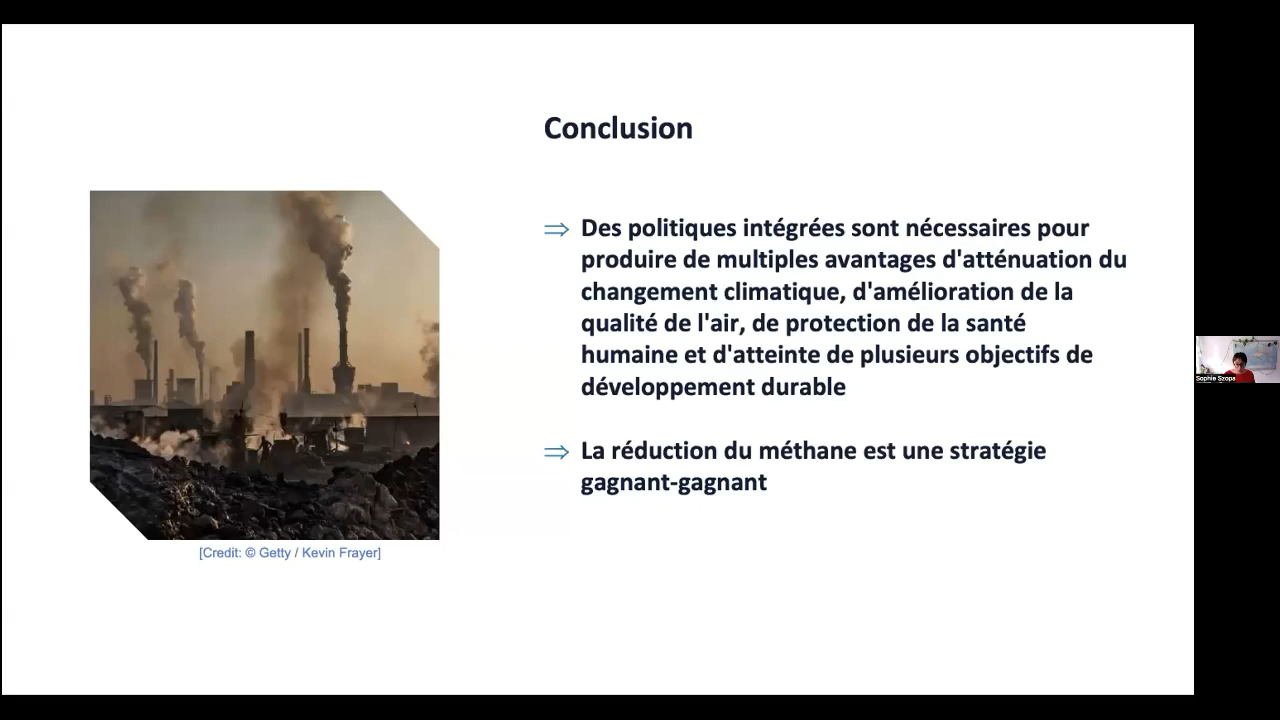 Conclusion
⇒ Des politiques intégrées sont nécessaires pour
produire de multiples avantages d'atténuation du
changement climatique, d'amélioration de la
qualité de l'air, de protection de la santé
humaine et d'atteinte de plusieurs objectifs de
développement durable
⇒ La réduction du méthane est une stratégie
gagnant-gagnant
[Credit: © Getty / Kevin Frayer]
Sophie Szopa